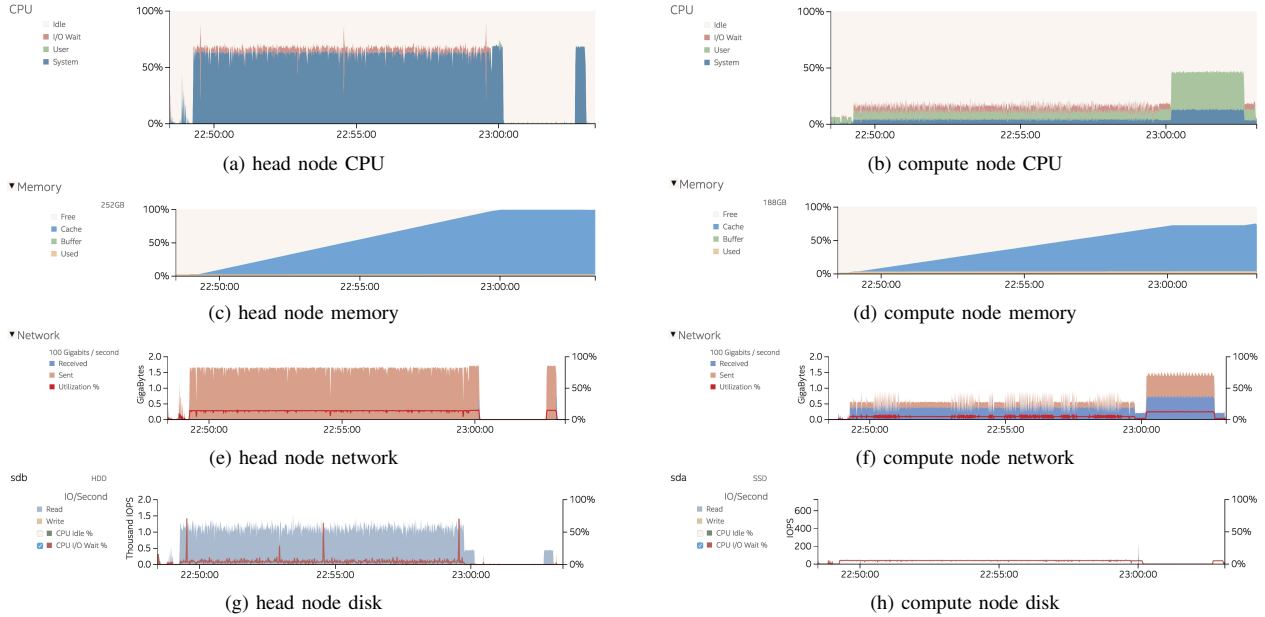 CPU
Idle
I/O Wait
User
System
100%
50%
0%
22:50:00 22:55:00 23:00:00
(a) head node CPU
CPU
Idle
I/O Wait
User
System
100%
50%
0%
22:50:00 22:55:00 23:00:00
(b) compute node CPU
▼ Memory
252GB
Free
Cache
Buffer
Used
100%
50%
0%
22:50:00 22:55:00 23:00:00
(c) head node memory
▼ Memory
188GB
Free
Cache
Buffer
Used
100%
50%
0%
22:50:00 22:55:00 23:00:00
(d) compute node memory
▼ Network
100 Gigabits / second
Received
Sent
Utilization %
GigaBytes
2.0 100%
1.5
1.0 50%
0.5
0.0 0%
22:50:00 22:55:00 23:00:00
(e) head node network
▼ Network
100 Gigabits / second
Received
Sent
Utilization %
GigaBytes
2.0 100%
1.5
1.0 50%
0.5
0.0 0%
22:50:00 22:55:00 23:00:00
(f) compute node network
sdb HDD
IO/Second
Read
Write
CPU Idle %
CPU I/O Wait %
Thousand IOPS
2.0 100%
1.5
1.0 50%
0.5
0.0 0%
22:50:00 22:55:00 23:00:00
(g) head node disk
sda SSD
IO/Second
Read
Write
CPU Idle %
CPU I/O Wait %
IOPS
100%
600
400 50%
200
0 0%
22:50:00 22:55:00 23:00:00
(h) compute node disk